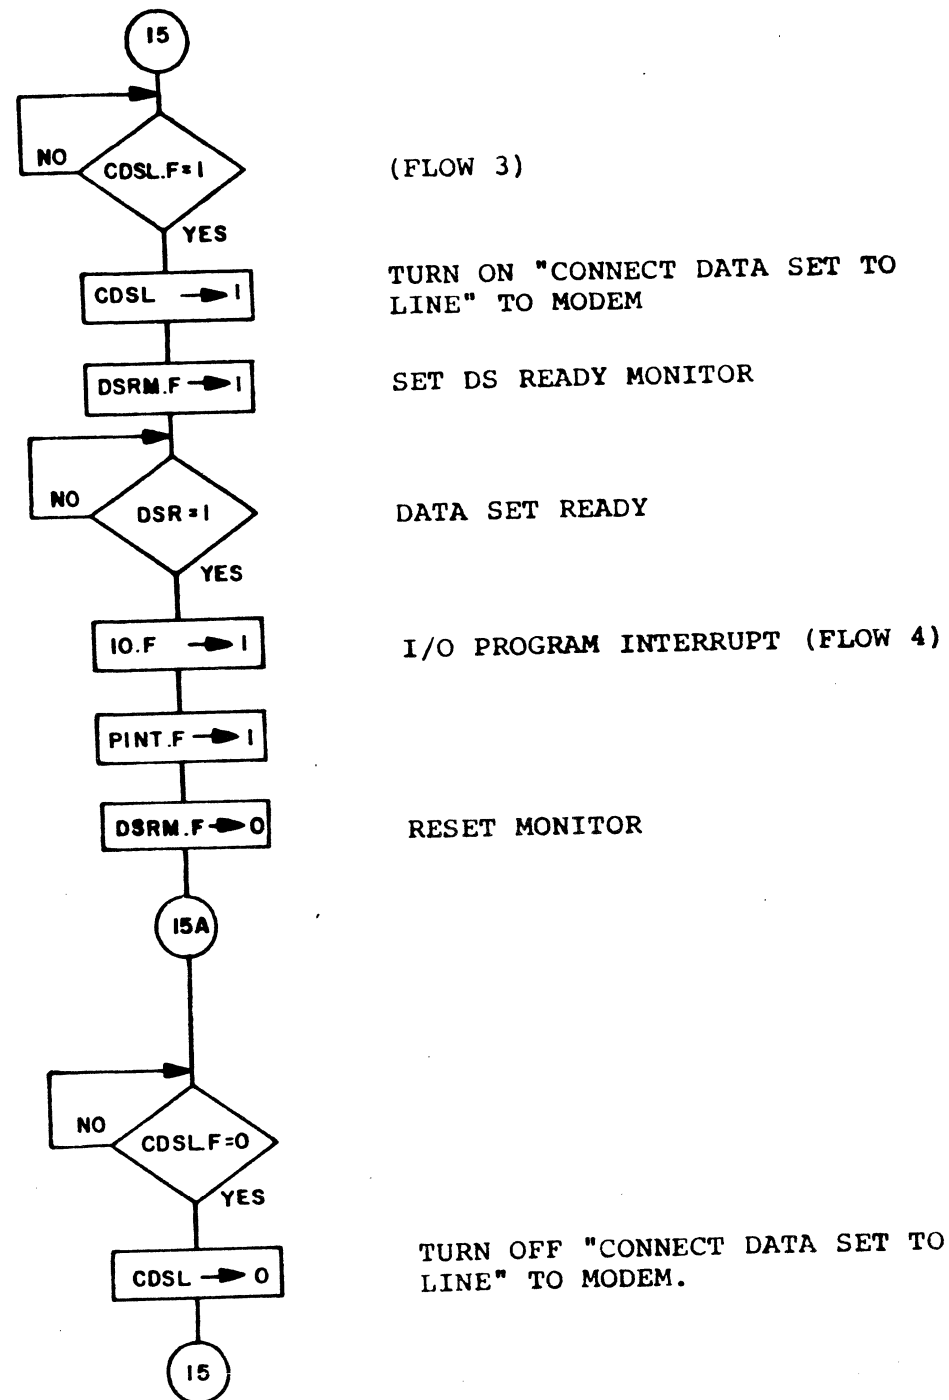 15
NO
CDSL.F=1
(FLOW 3)
YES
CDSL → 1
TURN ON "CONNECT DATA SET TO
LINE" TO MODEM
DSRM.F → 1
SET DS READY MONITOR
NO
DSR=1
DATA SET READY
YES
IO.F → 1
I/O PROGRAM INTERRUPT (FLOW 4)
PINT.F → 1
DSRM.F → 0
RESET MONITOR
15A
NO
CDSL.F=0
YES
CDSL → 0
TURN OFF "CONNECT DATA SET TO
LINE" TO MODEM.
15